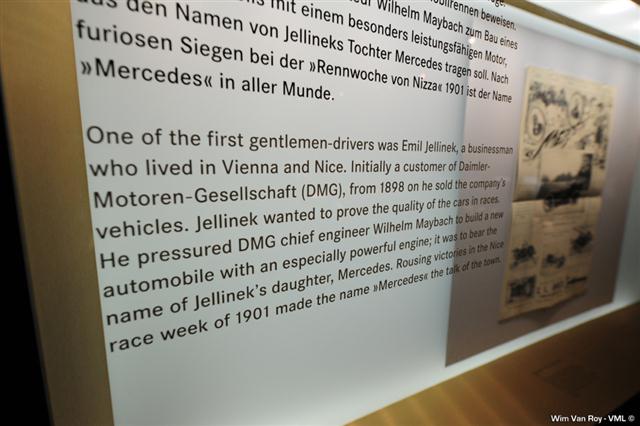 Wilhelm Maybach zum Bau eines
aus den Namen von Jellineks Tochter Mercedes tragen soll. Nach
furiosen Siegen bei der »Rennwoche von Nizza« 1901 ist der Name
»Mercedes« in aller Munde.
One of the first gentlemen-drivers was Emil Jellinek, a businessman
who lived in Vienna and Nice. Initially a customer of Daimler-
Motoren-Gesellschaft (DMG), from 1898 on he sold the company's
vehicles. Jellinek wanted to prove the quality of the cars in races.
He pressured DMG chief engineer Wilhelm Maybach to build a new
automobile with an especially powerful engine; it was to bear the
name of Jellinek's daughter, Mercedes. Rousing victories in the Nice
race week of 1901 made the name »Mercedes« the talk of the town.
Wim Van Roy - VML ©